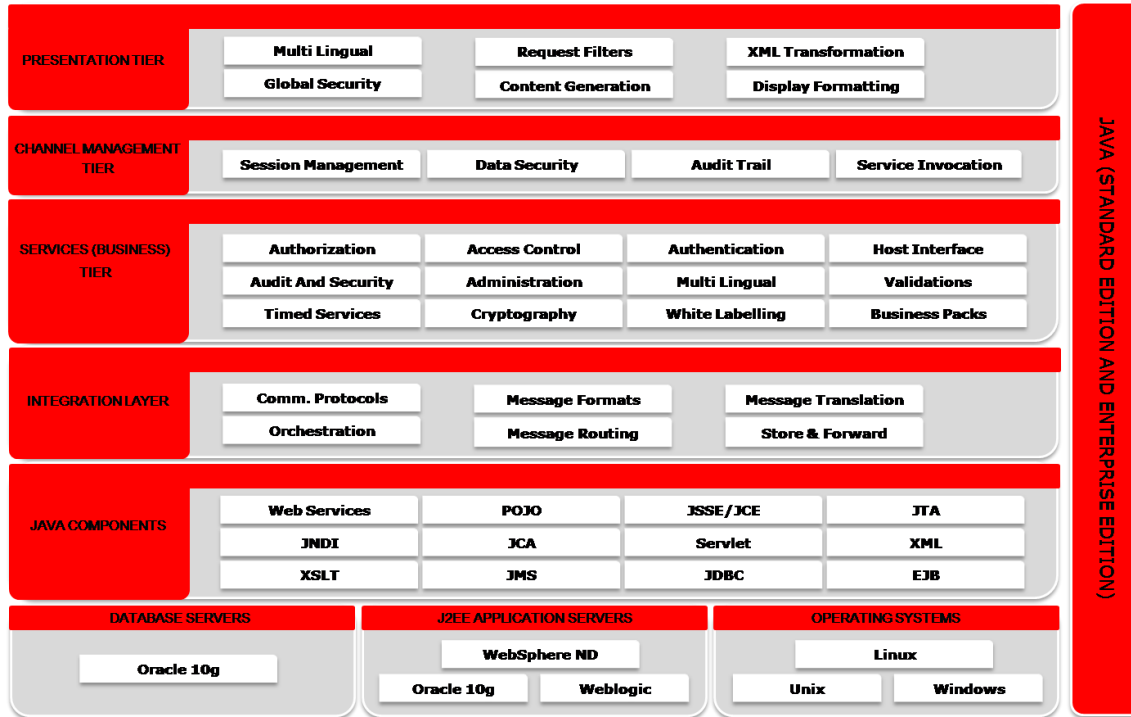 PRESENTATION TIER
Multi Lingual
Request Filters
XML Transformation
Global Security
Content Generation
Display Formatting
CHANNEL MANAGEMENT
TIER
Session Management
Data Security
Audit Trail
Service Invocation
SERVICES (BUSINESS)
TIER
Authorization
Access Control
Authentication
Host Interface
Audit And Security
Administration
Multi Lingual
Validations
Timed Services
Cryptography
White Labelling
Business Packs
INTEGRATION LAYER
Comm. Protocols
Message Formats
Message Translation
Orchestration
Message Routing
Store & Forward
JAVA COMPONENTS
Web Services
POJO
JSSE/JCE
JTA
JNDI
JCA
Servlet
XML
XSLT
JMS
JDBC
EJB
DATABASE SERVERS
Oracle 10g
J2EE APPLICATION SERVERS
WebSphere ND
Oracle 10g
Weblogic
OPERATING SYSTEMS
Linux
Unix
Windows
JAVA (STANDARD EDITION AND ENTERPRISE EDITION)